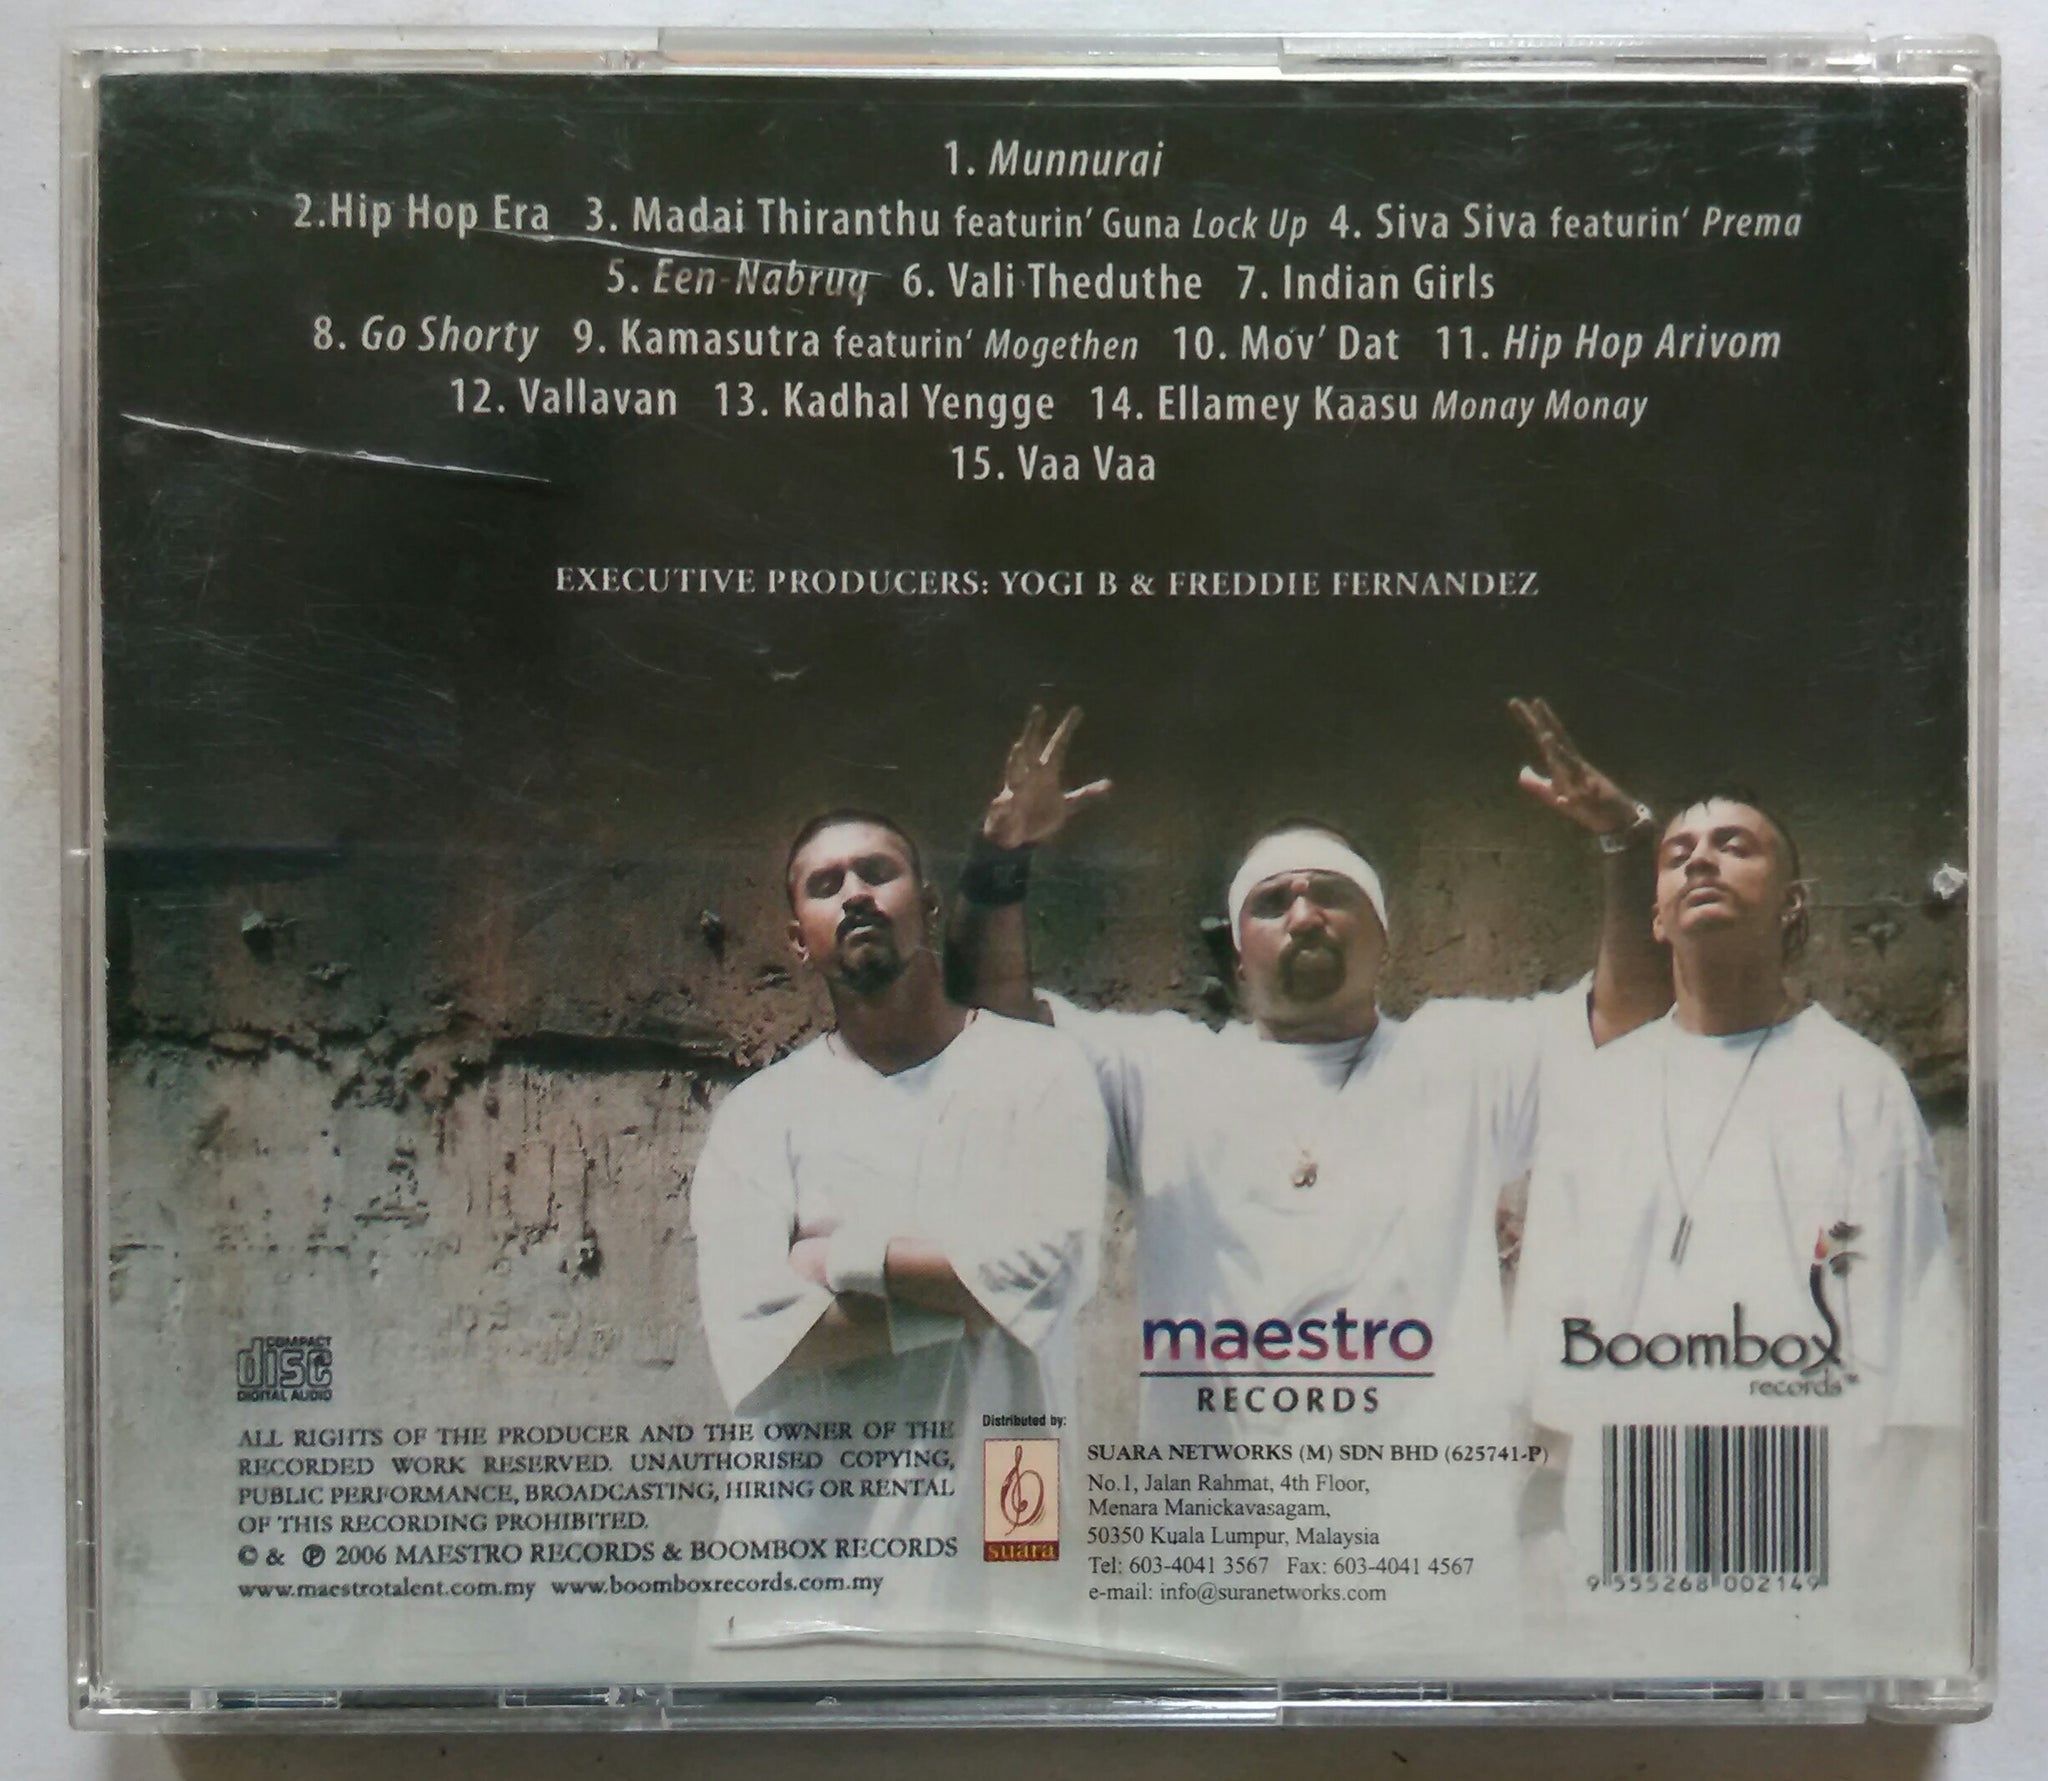 1. Munnurai
2.Hip Hop Era 3. Madai Thiranthu featurin' Guna Lock Up 4. Siva Siva featurin' Prema
5. Een-Nabruq 6. Vali Theduthe 7. Indian Girls
8. Go Shorty 9. Kamasutra featurin' Mogethen 10. Mov' Dat 11. Hip Hop Arivom
12. Vallavan 13. Kadhal Yengge 14. Ellamey Kaasu Monay Monay
15. Vaa Vaa
EXECUTIVE PRODUCERS: YOGI B & FREDDIE FERNANDEZ
COMPACT
disc
DIGITAL AUDIO
ALL RIGHTS OF THE PRODUCER AND THE OWNER OF THE
RECORDED WORK RESERVED. UNAUTHORISED COPYING,
PUBLIC PERFORMANCE, BROADCASTING, HIRING OR RENTAL
OF THIS RECORDING PROHIBITED.
© & ℗ 2006 MAESTRO RECORDS & BOOMBOX RECORDS
www.maestrotalent.com.my www.boomboxrecords.com.my
maestro
RECORDS
Distributed by:
suara
SUARA NETWORKS (M) SDN BHD (625741-P)
No.1, Jalan Rahmat, 4th Floor,
Menara Manickavasagam,
50350 Kuala Lumpur, Malaysia
Tel: 603-4041 3567 Fax: 603-4041 4567
e-mail: info@suranetworks.com
Boombox
records™
9 555268 002149